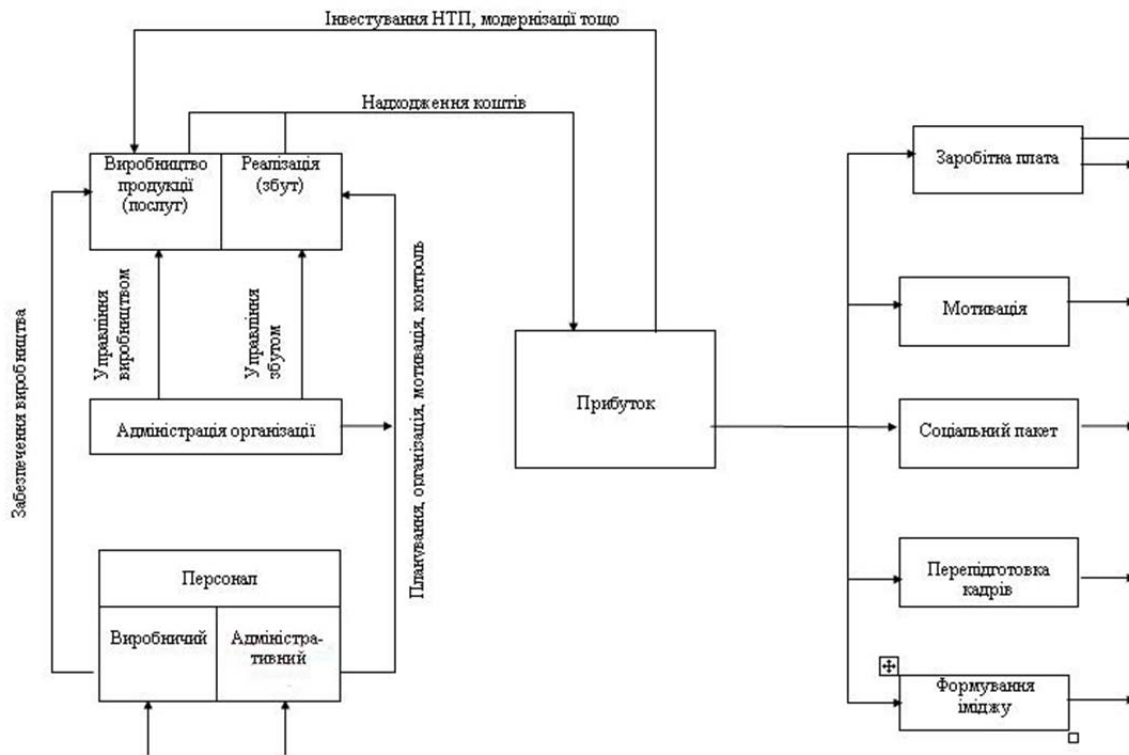 Інвестування НТП, модернізації тощо
Надходження коштів
Виробництво
продукції
(послуг)
Реалізація
(збут)
Заробітна плата
Забезпечення виробництва
Управління
виробництвом
Управління
збутом
Планування, організація, мотивація, контроль
Мотивація
Прибуток
Адміністрація організації
Соціальний пакет
Персонал
Виробничий
Адміністра-
тивний
Перепідготовка
кадрів
Формування
іміджу